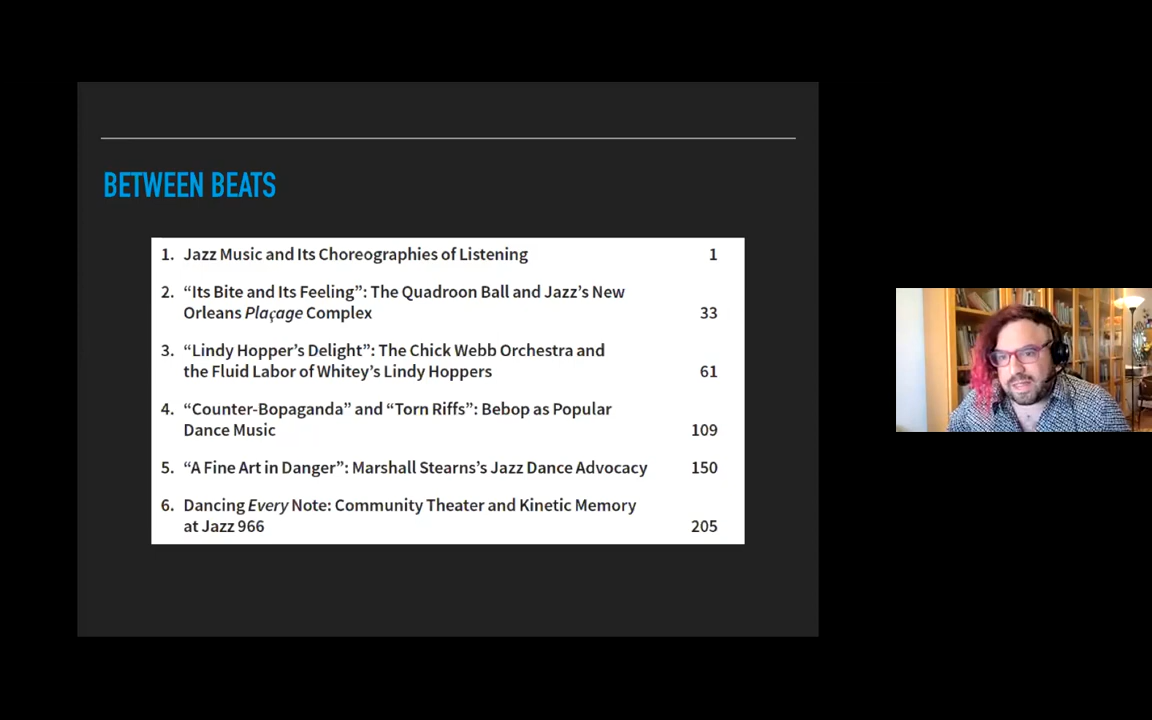 BETWEEN BEATS
1. Jazz Music and Its Choreographies of Listening 1
2. “Its Bite and Its Feeling”: The Quadroon Ball and Jazz’s New
Orleans Plaçage Complex 33
3. “Lindy Hopper’s Delight”: The Chick Webb Orchestra and
the Fluid Labor of Whitey’s Lindy Hoppers 61
4. “Counter-Bopaganda” and “Torn Riffs”: Bebop as Popular
Dance Music 109
5. “A Fine Art in Danger”: Marshall Stearns’s Jazz Dance Advocacy 150
6. Dancing Every Note: Community Theater and Kinetic Memory
at Jazz 966 205